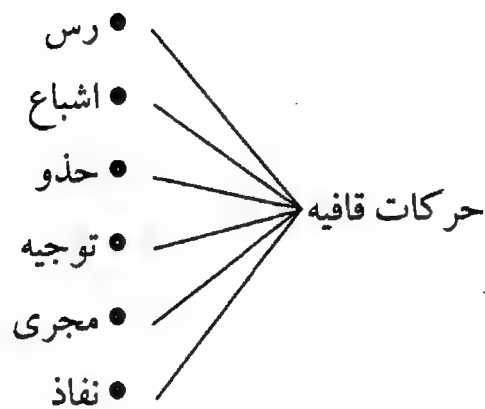 حرکات قافیه
• رس
• اشباع
• حذو
• توجیه
• مجری
• نفاذ